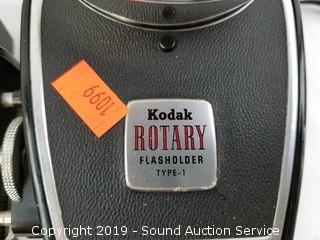 1099
Kodak
ROTARY
FLASHOLDER
TYPE-1
Copyright 2019 - Sound Auction Service